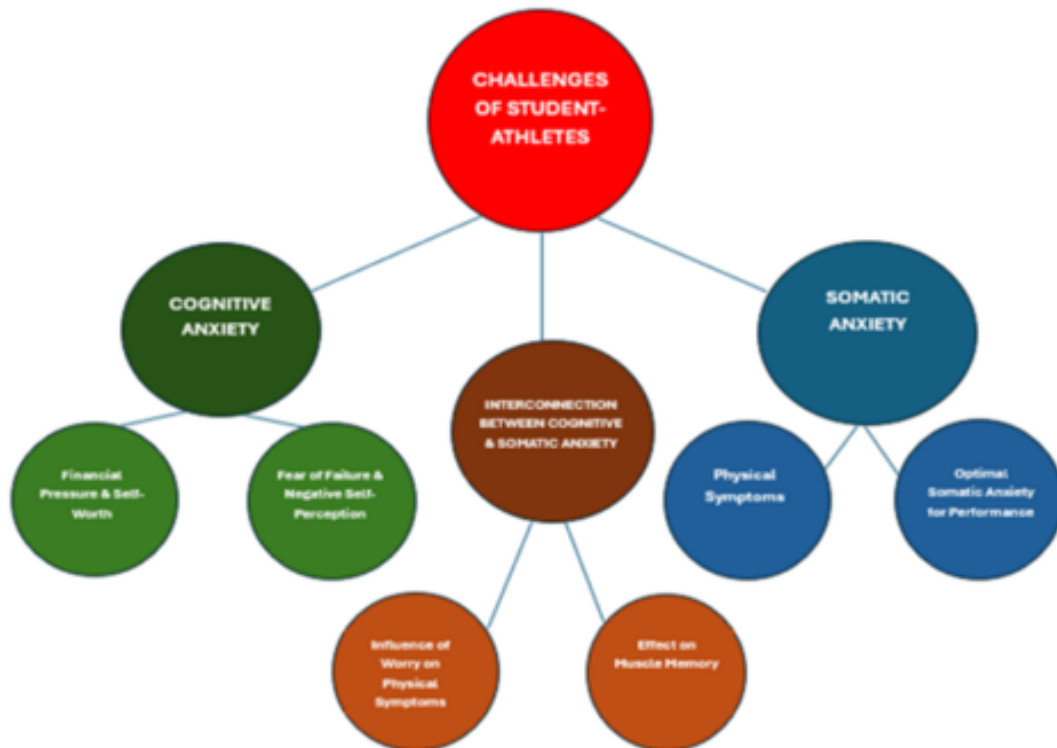 CHALLENGES
OF STUDENT-
ATHLETES
COGNITIVE
ANXIETY
SOMATIC
ANXIETY
INTERCONNECTION
BETWEEN COGNITIVE
& SOMATIC ANXIETY
Financial
Pressure & Self-
Worth
Fear of Failure &
Negative Self-
Perception
Physical
Symptoms
Optimal
Somatic Anxiety
for Performance
Influence of
Worry on
Physical
Symptoms
Effect on
Muscle Memory